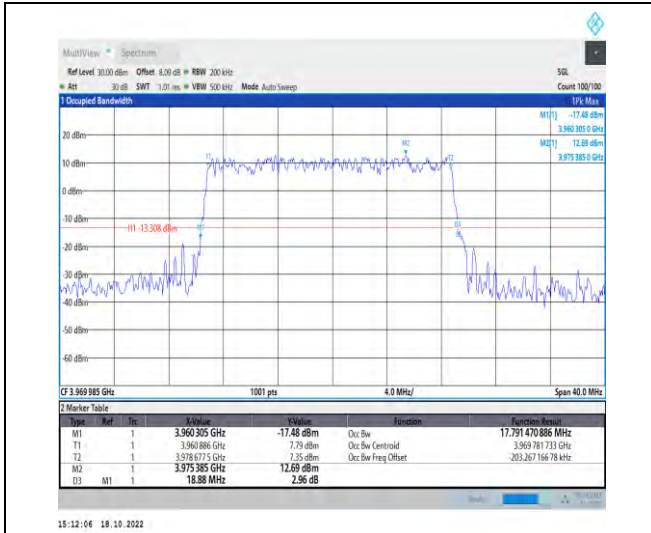 MultiView Spectrum
Ref Level 30.00 dBm Offset 8.09 dB RBW 200 kHz SGL
Att 30 dB SWT 1.01 ms VBW 500 kHz Mode Auto Sweep Count 100/100
1 Occupied Bandwidth 1Pk Max
M1[1] -17.48 dBm
3.960 305 0 GHz
20 dBm
M2[1] 12.69 dBm
3.975 385 0 GHz
M2
T1 T2
10 dBm
0 dBm
-10 dBm
H1 -13.308 dBm
M1
D3
-20 dBm
-30 dBm
-40 dBm
-50 dBm
-60 dBm
CF 3.969 985 GHz 1001 pts 4.0 MHz/ Span 40.0 MHz
2 Marker Table
Type Ref Trc X-Value Y-Value Function Function Result
M1 1 3.960 305 GHz -17.48 dBm Occ Bw 17.791 470 886 MHz
T1 1 3.960 886 GHz 7.79 dBm Occ Bw Centroid 3.969 781 733 GHz
T2 1 3.978 677 5 GHz 7.35 dBm Occ Bw Freq Offset -203.267 166 78 kHz
M2 1 3.975 385 GHz 12.69 dBm
D3 M1 1 18.88 MHz 2.96 dB
15:12:06 18.10.2022